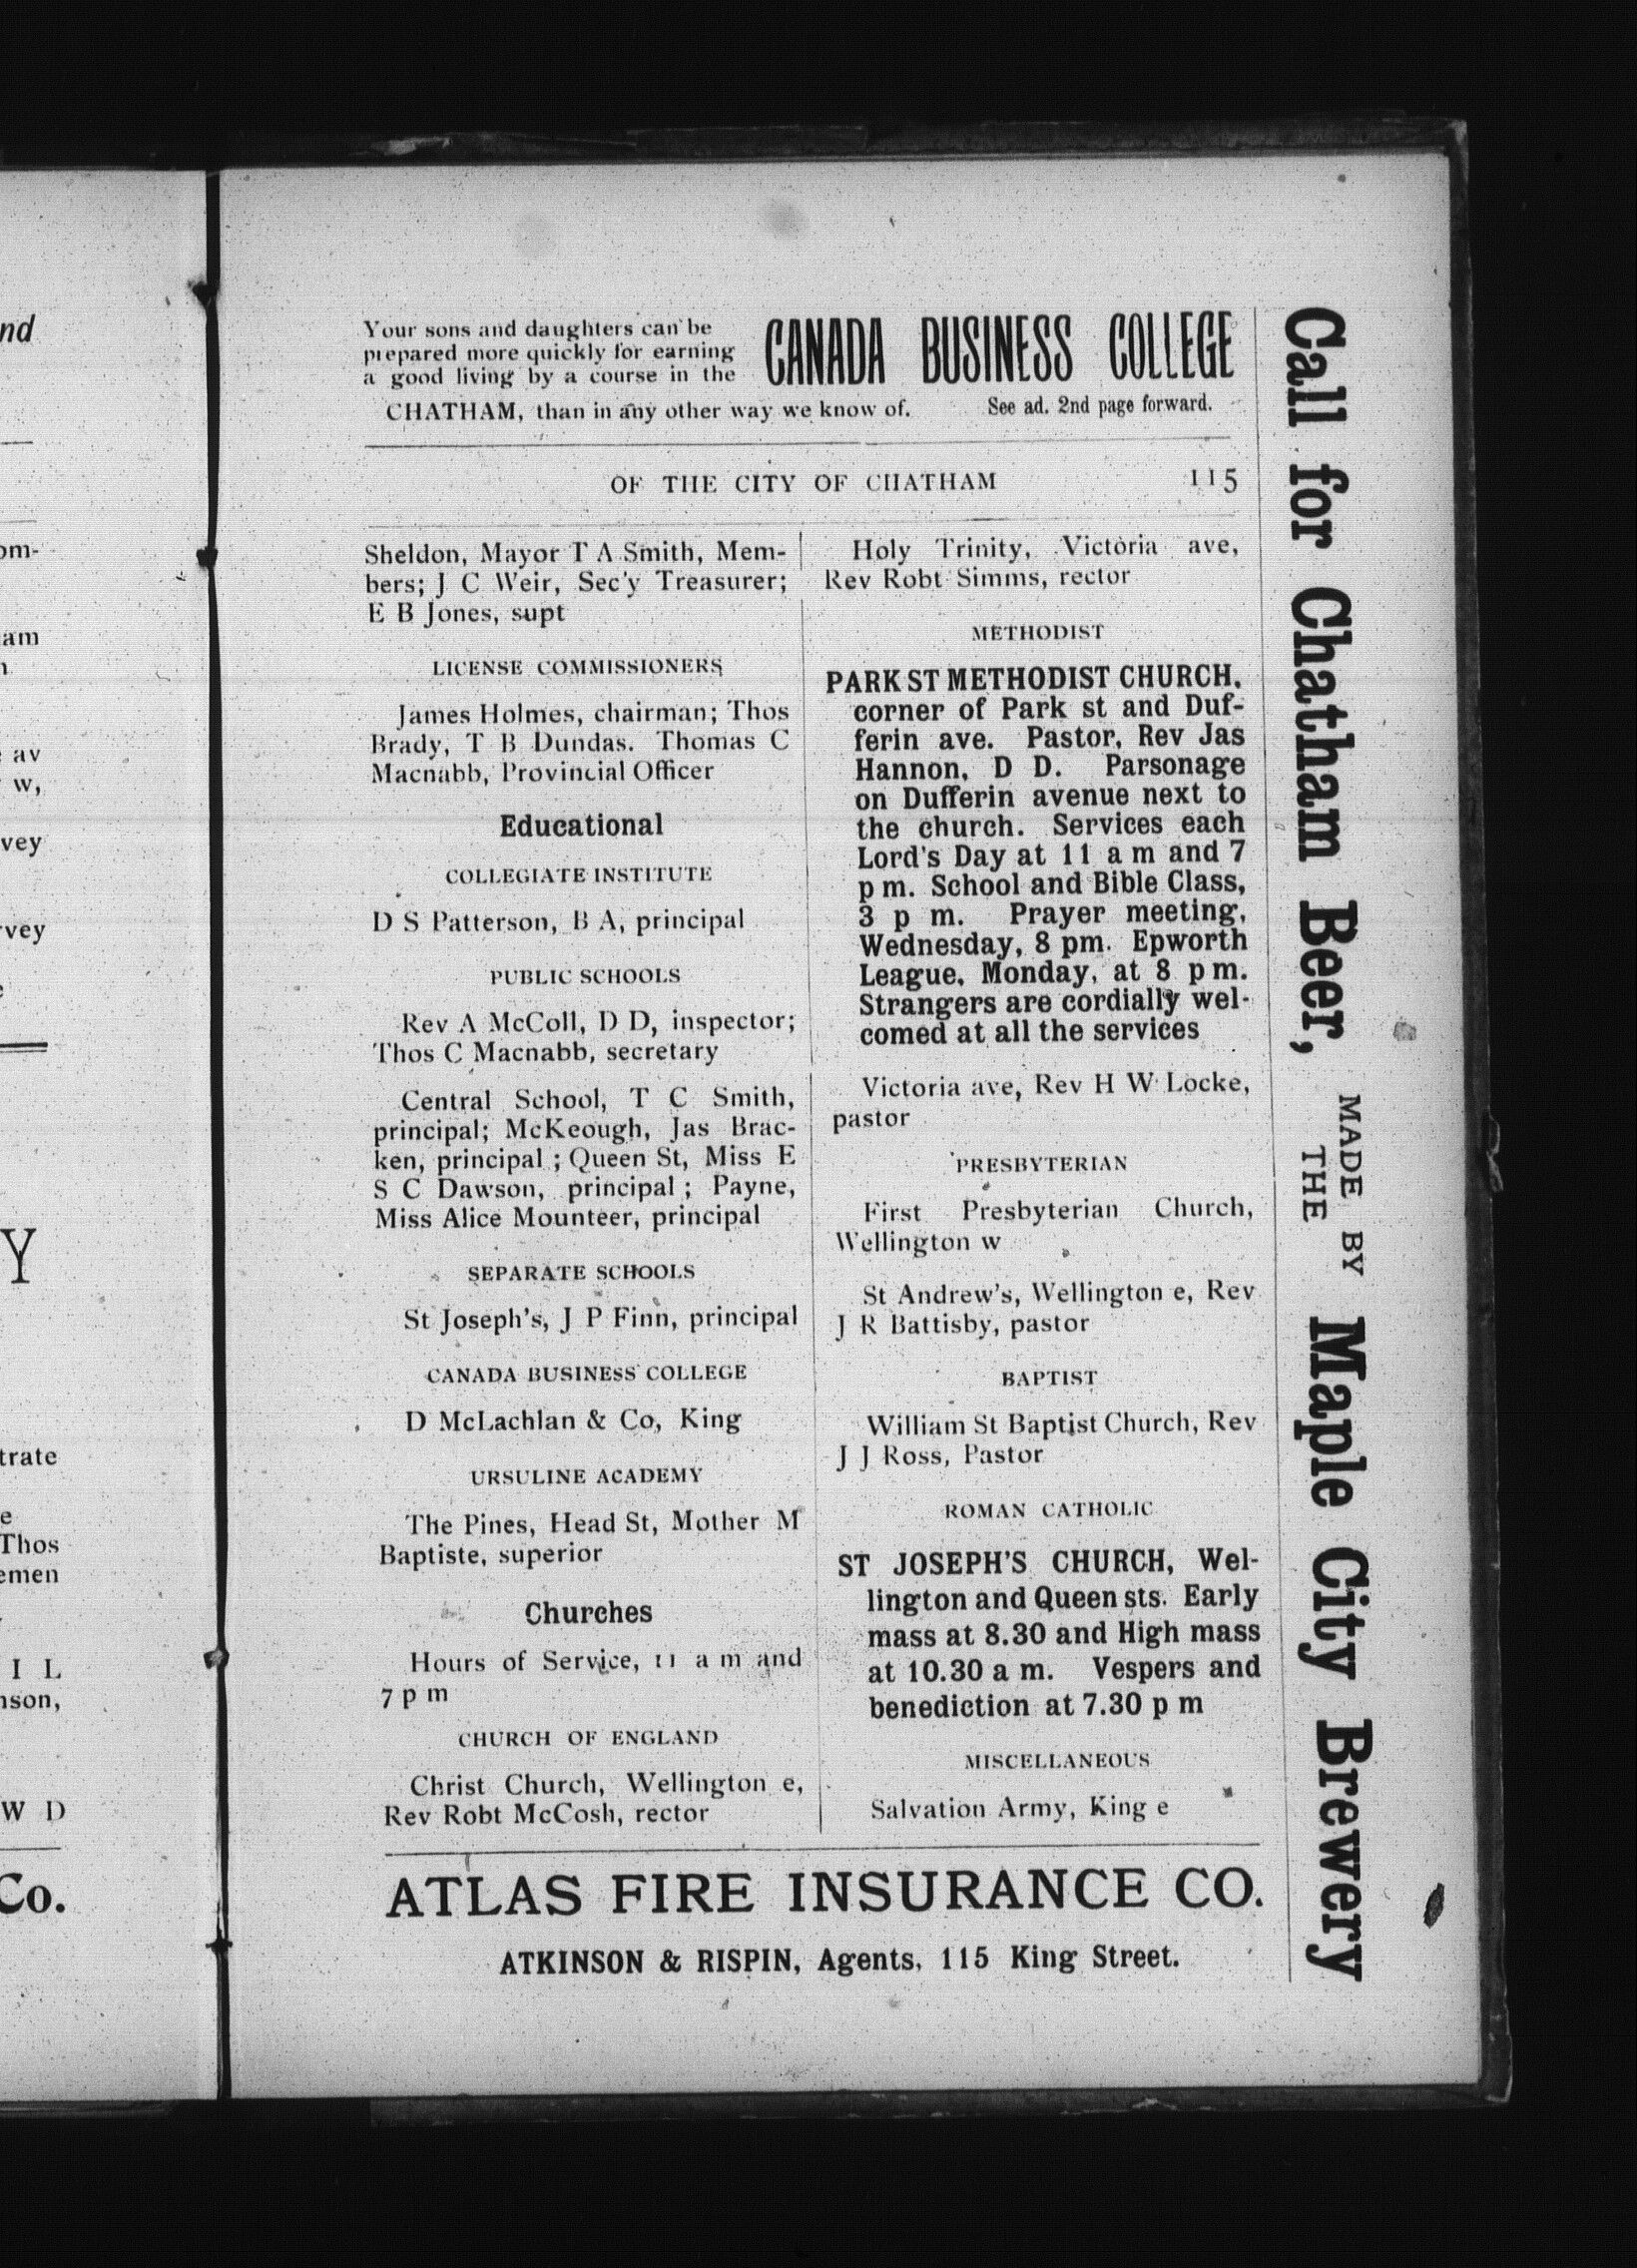 nd
om-
am
av
w,
vey
vey
Y
trate
e
Thos
emen
I L
nson,
W D
Co.
Your sons and daughters can be
prepared more quickly for earning
a good living by a course in the
CANADA BUSINESS COLLEGE
CHATHAM, than in any other way we know of. See ad. 2nd page forward.
OF THE CITY OF CHATHAM 115
Sheldon, Mayor T A Smith, Mem-
bers; J C Weir, Sec'y Treasurer;
E B Jones, supt
LICENSE COMMISSIONERS
James Holmes, chairman; Thos
Brady, T B Dundas. Thomas C
Macnabb, Provincial Officer
Educational
COLLEGIATE INSTITUTE
D S Patterson, B A, principal
PUBLIC SCHOOLS
Rev A McColl, D D, inspector;
Thos C Macnabb, secretary
Central School, T C Smith,
principal; McKeough, Jas Brac-
ken, principal ; Queen St, Miss E
S C Dawson, principal ; Payne,
Miss Alice Mounteer, principal
SEPARATE SCHOOLS
St Joseph's, J P Finn, principal
CANADA BUSINESS COLLEGE
D McLachlan & Co, King
URSULINE ACADEMY
The Pines, Head St, Mother M
Baptiste, superior
Churches
Hours of Service, 11 a m and
7 p m
CHURCH OF ENGLAND
Christ Church, Wellington e,
Rev Robt McCosh, rector
Holy Trinity, Victoria ave,
Rev Robt Simms, rector
METHODIST
PARK ST METHODIST CHURCH,
corner of Park st and Duf-
ferin ave. Pastor, Rev Jas
Hannon, D D. Parsonage
on Dufferin avenue next to
the church. Services each
Lord's Day at 11 a m and 7
p m. School and Bible Class,
3 p m. Prayer meeting,
Wednesday, 8 pm. Epworth
League, Monday, at 8 p m.
Strangers are cordially wel-
comed at all the services
Victoria ave, Rev H W Locke,
pastor
PRESBYTERIAN
First Presbyterian Church,
Wellington w
St Andrew's, Wellington e, Rev
J R Battisby, pastor
BAPTIST
William St Baptist Church, Rev
J J Ross, Pastor
ROMAN CATHOLIC
ST JOSEPH'S CHURCH, Wel-
lington and Queen sts. Early
mass at 8.30 and High mass
at 10.30 a m. Vespers and
benediction at 7.30 p m
MISCELLANEOUS
Salvation Army, King e
ATLAS FIRE INSURANCE CO.
ATKINSON & RISPIN, Agents, 115 King Street.
Call for Chatham Beer, MADE BY THE Maple City Brewery